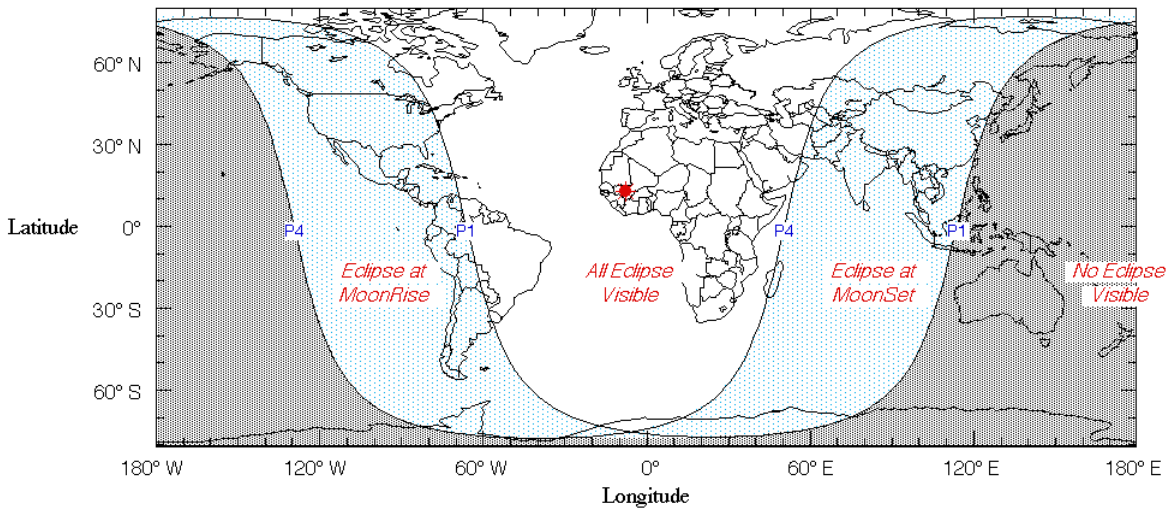 60° N
30° N
Latitude
0°
30° S
60° S
P4
P1
P4
P1
Eclipse at
MoonRise
All Eclipse
Visible
Eclipse at
MoonSet
No Eclipse
Visible
180° W
120° W
60° W
0°
60° E
120° E
180° E
Longitude